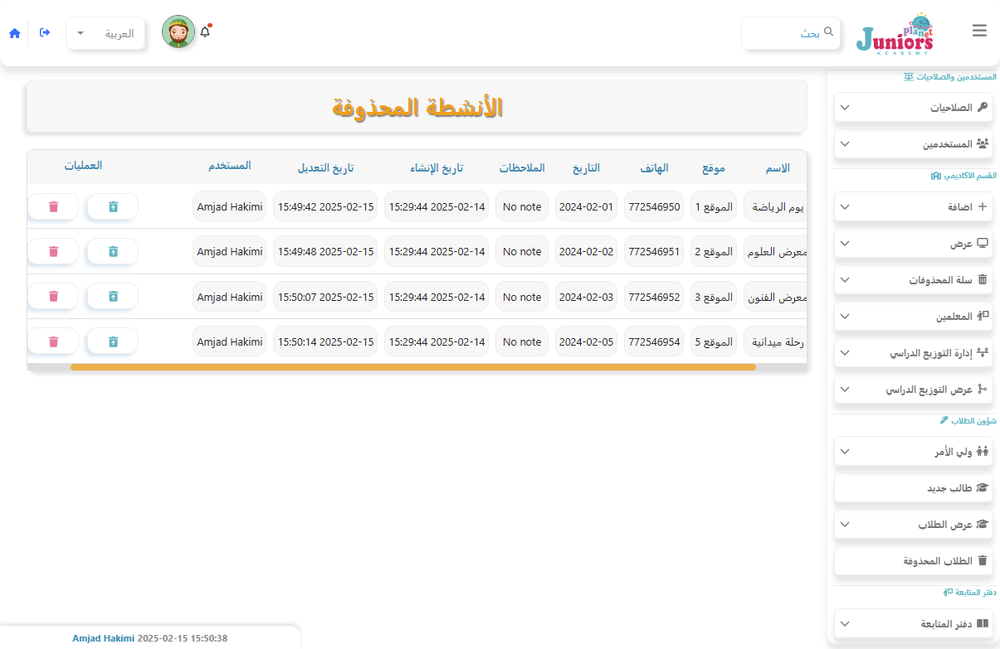 planet
Juniors
ACADEMY
بحث
العربية
المستخدمين والصلاحيات
الصلاحيات
المستخدمين
القسم الاكاديمي
اضافة
عرض
سلة المحذوفات
المعلمين
إدارة التوزيع الدراسي
عرض التوزيع الدراسي
شؤون الطلاب
ولي الأمر
طالب جديد
عرض الطلاب
الطلاب المحذوفة
دفتر المتابعة
دفتر المتابعة
الأنشطة المحذوفة
الاسم موقع الهاتف التاريخ الملاحظات تاريخ الإنشاء تاريخ التعديل المستخدم العمليات
يوم الرياضة الموقع 1 772546950 2024-02-01 No note 2025-02-14 15:29:44 2025-02-15 15:49:42 Amjad Hakimi
معرض العلوم الموقع 2 772546951 2024-02-02 No note 2025-02-14 15:29:44 2025-02-15 15:49:48 Amjad Hakimi
معرض الفنون الموقع 3 772546952 2024-02-03 No note 2025-02-14 15:29:44 2025-02-15 15:50:07 Amjad Hakimi
رحلة ميدانية الموقع 5 772546954 2024-02-05 No note 2025-02-14 15:29:44 2025-02-15 15:50:14 Amjad Hakimi
Amjad Hakimi 2025-02-15 15:50:38